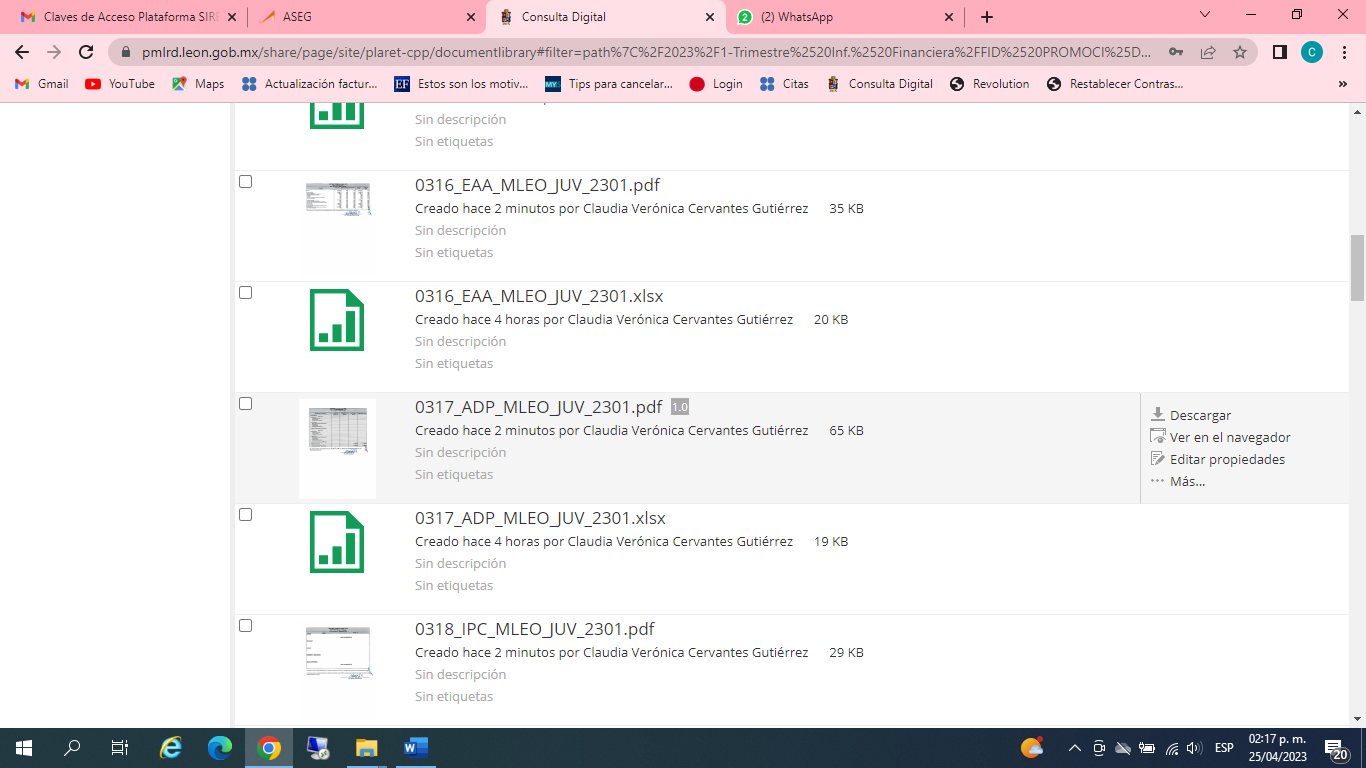 Claves de Acceso Plataforma SIRE
ASEG
Consulta Digital
(2) WhatsApp
pmlrd.leon.gob.mx/share/page/site/plaret-cpp/documentlibrary#filter=path%7C%2F2023%2F1-Trimestre%2520Inf.%2520Financiera%2FFID%2520PROMOCI%25D...
Gmail
YouTube
Maps
Actualización factur...
Estos son los motiv...
Tips para cancelar...
Login
Citas
Consulta Digital
Revolution
Restablecer Contras...
»
Sin descripción
Sin etiquetas
0316_EAA_MLEO_JUV_2301.pdf
Creado hace 2 minutos por Claudia Verónica Cervantes Gutiérrez 35 KB
Sin descripción
Sin etiquetas
0316_EAA_MLEO_JUV_2301.xlsx
Creado hace 4 horas por Claudia Verónica Cervantes Gutiérrez 20 KB
Sin descripción
Sin etiquetas
0317_ADP_MLEO_JUV_2301.pdf 1.0
Creado hace 2 minutos por Claudia Verónica Cervantes Gutiérrez 65 KB
Sin descripción
Sin etiquetas
Descargar
Ver en el navegador
Editar propiedades
Más...
0317_ADP_MLEO_JUV_2301.xlsx
Creado hace 4 horas por Claudia Verónica Cervantes Gutiérrez 19 KB
Sin descripción
Sin etiquetas
0318_IPC_MLEO_JUV_2301.pdf
Creado hace 2 minutos por Claudia Verónica Cervantes Gutiérrez 29 KB
Sin descripción
Sin etiquetas
ESP
02:17 p. m.
25/04/2023
20